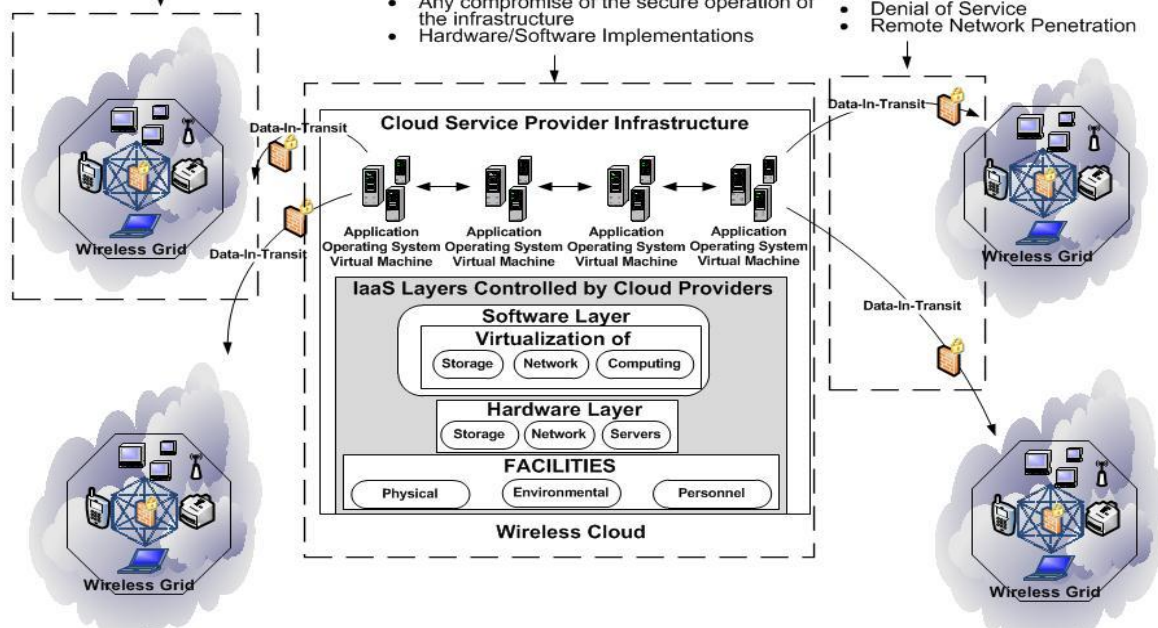 • Any compromise of the secure operation of
the infrastructure
• Hardware/Software Implementations
• Denial of Service
• Remote Network Penetration
Data-In-Transit
Data-In-Transit
Wireless Grid
Cloud Service Provider Infrastructure
Application
Operating System
Virtual Machine
Application
Operating System
Virtual Machine
Application
Operating System
Virtual Machine
Application
Operating System
Virtual Machine
Data-In-Transit
Data-In-Transit
Wireless Grid
IaaS Layers Controlled by Cloud Providers
Software Layer
Virtualization of
Storage Network Computing
Hardware Layer
Storage Network Servers
FACILITIES
Physical Environmental Personnel
Wireless Cloud
Wireless Grid
Wireless Grid